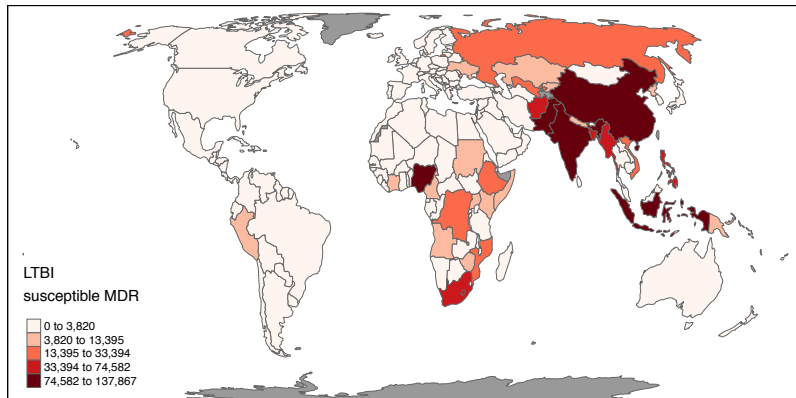 LTBI
susceptible MDR
0 to 3,820
3,820 to 13,395
13,395 to 33,394
33,394 to 74,582
74,582 to 137,867